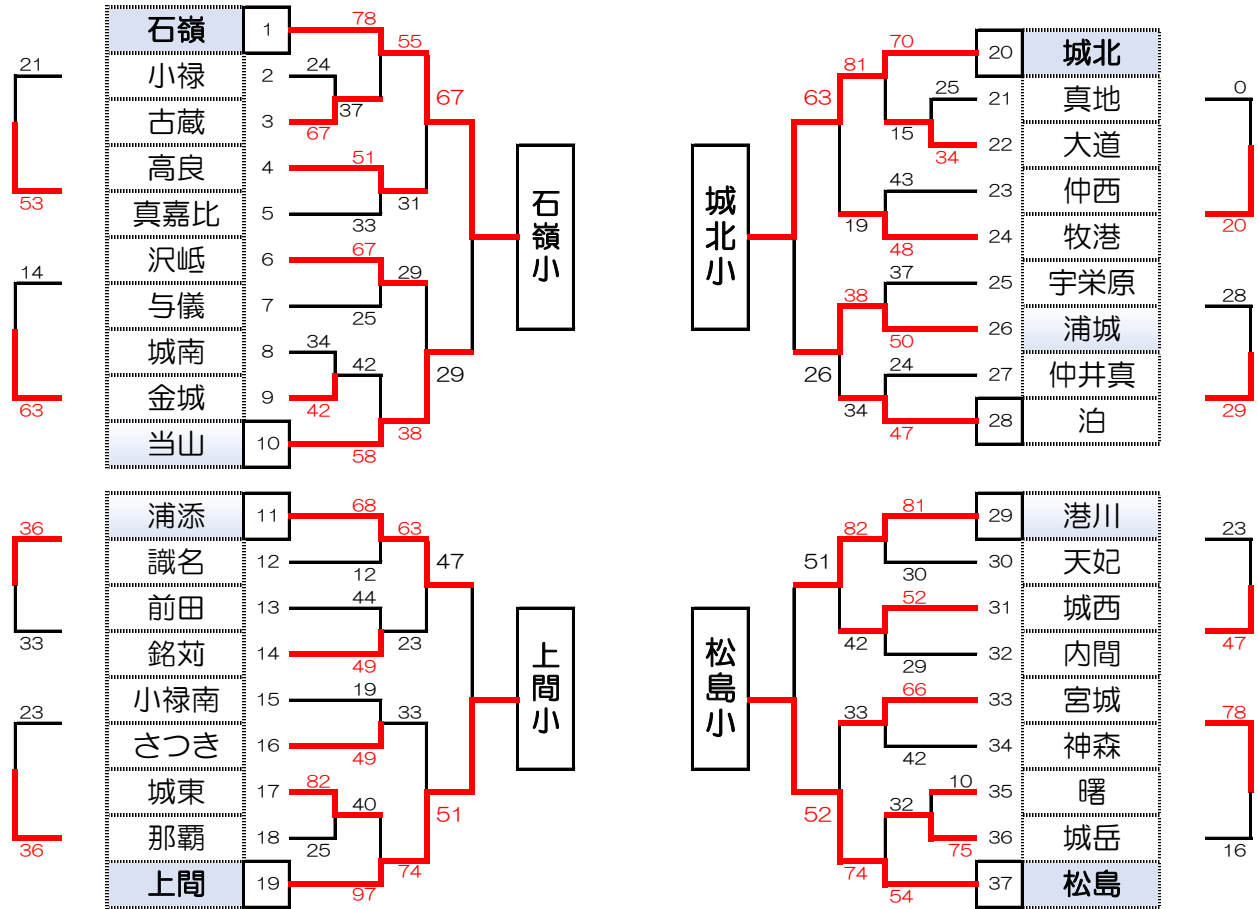 78
石嶺 1
55
21
小禄 2 24
67
37
古蔵 3
67
高良 4 51
53
31
真嘉比 5
33
沢岻 6 67
14
29
与儀 7
25
城南 8 34
42
29
金城 9
63
42
38
当山 10
58
石嶺小
浦添 11 68
36
63
識名 12
47
12
前田 13 44
33
23
銘苅 14
49
小禄南 15 19
23
33
さつき 16
49
城東 17 82
40
51
那覇 18
36
25
74
上間 19
97
上間小
70
20 城北
81
63
25
21 真地
0
15
22 大道
34
43
23 仲西
19
20
24 牧港
48
37
25 宇栄原
38
28
26 浦城
50
24
27 仲井真
26
34
29
28 泊
47
城北小
81
29 港川
82
23
51
30 天妃
30
52
31 城西
42
47
32 内間
29
66
33 宮城
33
78
34 神森
42
10
35 曙
32
52
36 城岳
75
16
74
37 松島
54
松島小